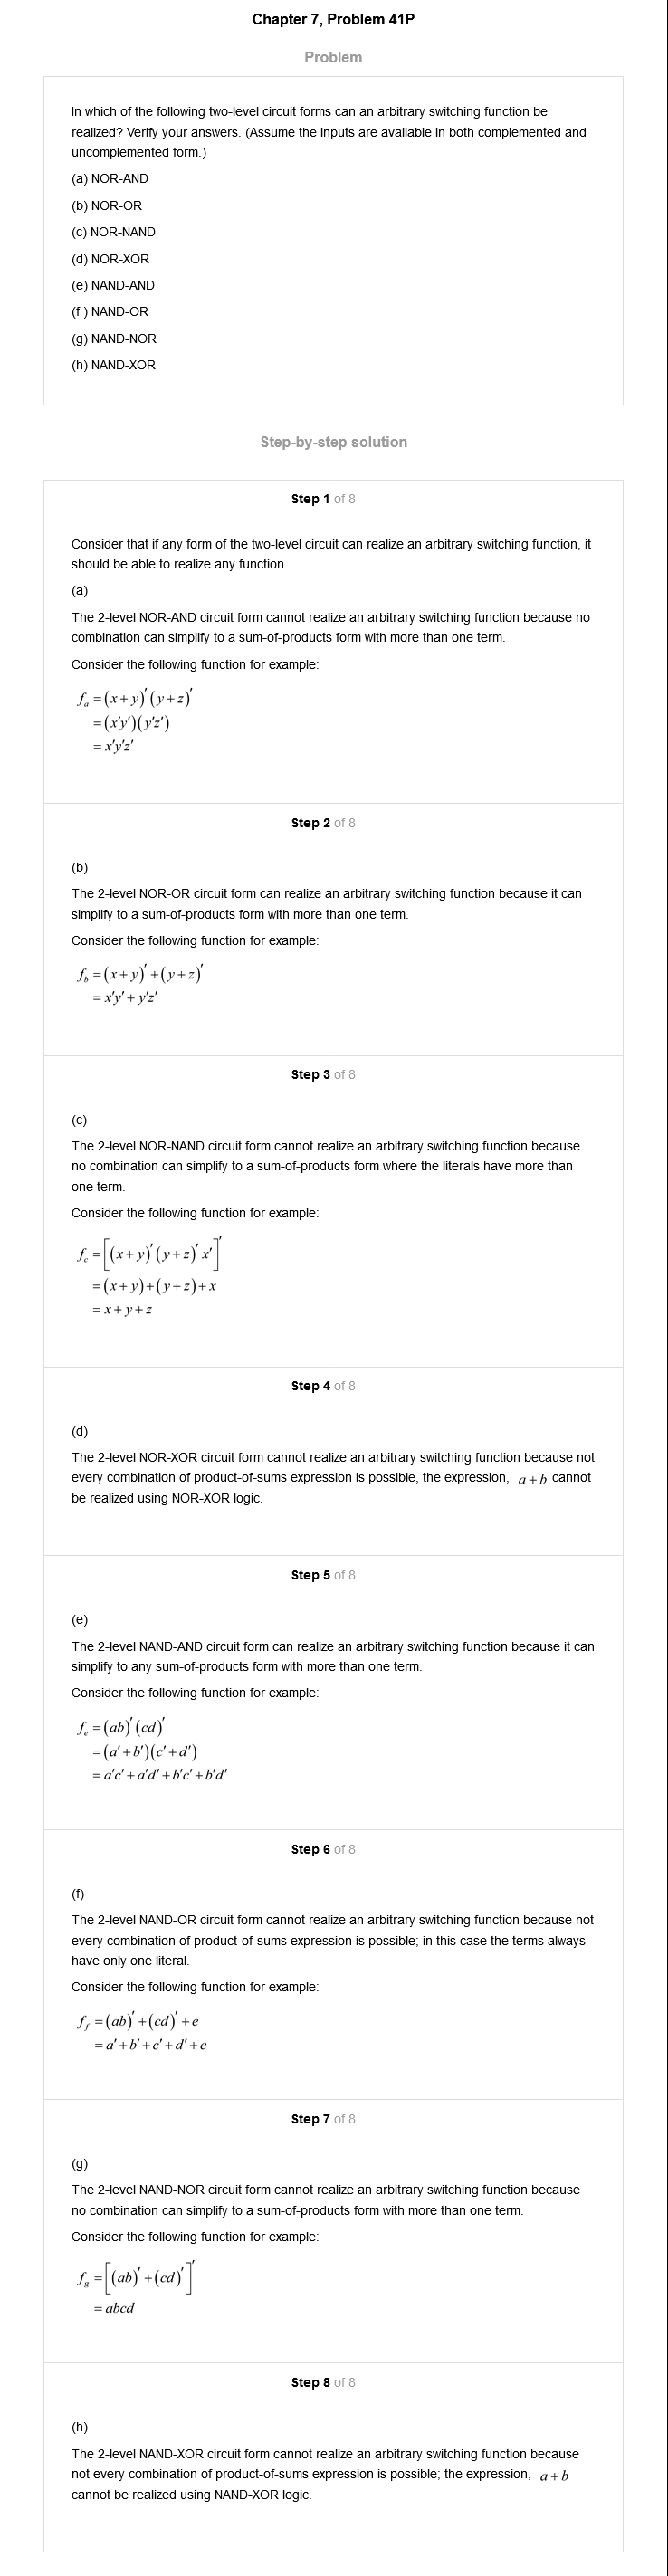 Chapter 7, Problem 41P
Problem
In which of the following two-level circuit forms can an arbitrary switching function be
realized? Verify your answers. (Assume the inputs are available in both complemented and
uncomplemented form.)
(a) NOR-AND
(b) NOR-OR
(c) NOR-NAND
(d) NOR-XOR
(e) NAND-AND
(f ) NAND-OR
(g) NAND-NOR
(h) NAND-XOR
Step-by-step solution
Step 1 of 8
Consider that if any form of the two-level circuit can realize an arbitrary switching function, it
should be able to realize any function.
(a)
The 2-level NOR-AND circuit form cannot realize an arbitrary switching function because no
combination can simplify to a sum-of-products form with more than one term.
Consider the following function for example:
fₐ = (x + y)′ (y + z)′
= (x′y′)(y′z′)
= x′y′z′
Step 2 of 8
(b)
The 2-level NOR-OR circuit form can realize an arbitrary switching function because it can
simplify to a sum-of-products form with more than one term.
Consider the following function for example:
f_b = (x + y)′ + (y + z)′
= x′y′ + y′z′
Step 3 of 8
(c)
The 2-level NOR-NAND circuit form cannot realize an arbitrary switching function because
no combination can simplify to a sum-of-products form where the literals have more than
one term.
Consider the following function for example:
f_c = [(x + y)′ (y + z)′ x′]′
= (x + y) + (y + z) + x
= x + y + z
Step 4 of 8
(d)
The 2-level NOR-XOR circuit form cannot realize an arbitrary switching function because not
every combination of product-of-sums expression is possible, the expression, a + b cannot
be realized using NOR-XOR logic.
Step 5 of 8
(e)
The 2-level NAND-AND circuit form can realize an arbitrary switching function because it can
simplify to any sum-of-products form with more than one term.
Consider the following function for example:
f_e = (ab)′ (cd)′
= (a′ + b′)(c′ + d′)
= a′c′ + a′d′ + b′c′ + b′d′
Step 6 of 8
(f)
The 2-level NAND-OR circuit form cannot realize an arbitrary switching function because not
every combination of product-of-sums expression is possible; in this case the terms always
have only one literal.
Consider the following function for example:
f_f = (ab)′ + (cd)′ + e
= a′ + b′ + c′ + d′ + e
Step 7 of 8
(g)
The 2-level NAND-NOR circuit form cannot realize an arbitrary switching function because
no combination can simplify to a sum-of-products form with more than one term.
Consider the following function for example:
f_g = [(ab)′ + (cd)′]′
= abcd
Step 8 of 8
(h)
The 2-level NAND-XOR circuit form cannot realize an arbitrary switching function because
not every combination of product-of-sums expression is possible; the expression, a + b
cannot be realized using NAND-XOR logic.